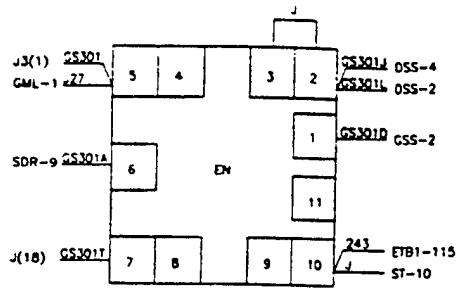 J
J3(1) GS301 5 4 3 2 GS301J DSS-4
GML-1 J27 GS301L DSS-2
1 GS301D GSS-2
SDR-9 GS301A 6 EN
11
J(18) GS301T 7 8 9 10 243 ETB1-115
J ST-10